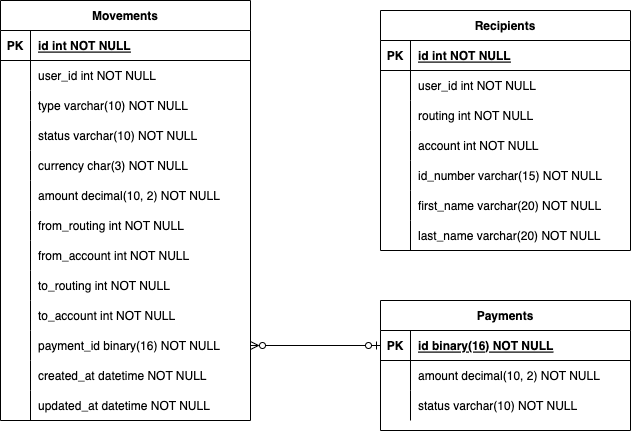 Movements
PK id int NOT NULL
user_id int NOT NULL
type varchar(10) NOT NULL
status varchar(10) NOT NULL
currency char(3) NOT NULL
amount decimal(10, 2) NOT NULL
from_routing int NOT NULL
from_account int NOT NULL
to_routing int NOT NULL
to_account int NOT NULL
payment_id binary(16) NOT NULL
created_at datetime NOT NULL
updated_at datetime NOT NULL
Recipients
PK id int NOT NULL
user_id int NOT NULL
routing int NOT NULL
account int NOT NULL
id_number varchar(15) NOT NULL
first_name varchar(20) NOT NULL
last_name varchar(20) NOT NULL
Payments
PK id binary(16) NOT NULL
amount decimal(10, 2) NOT NULL
status varchar(10) NOT NULL